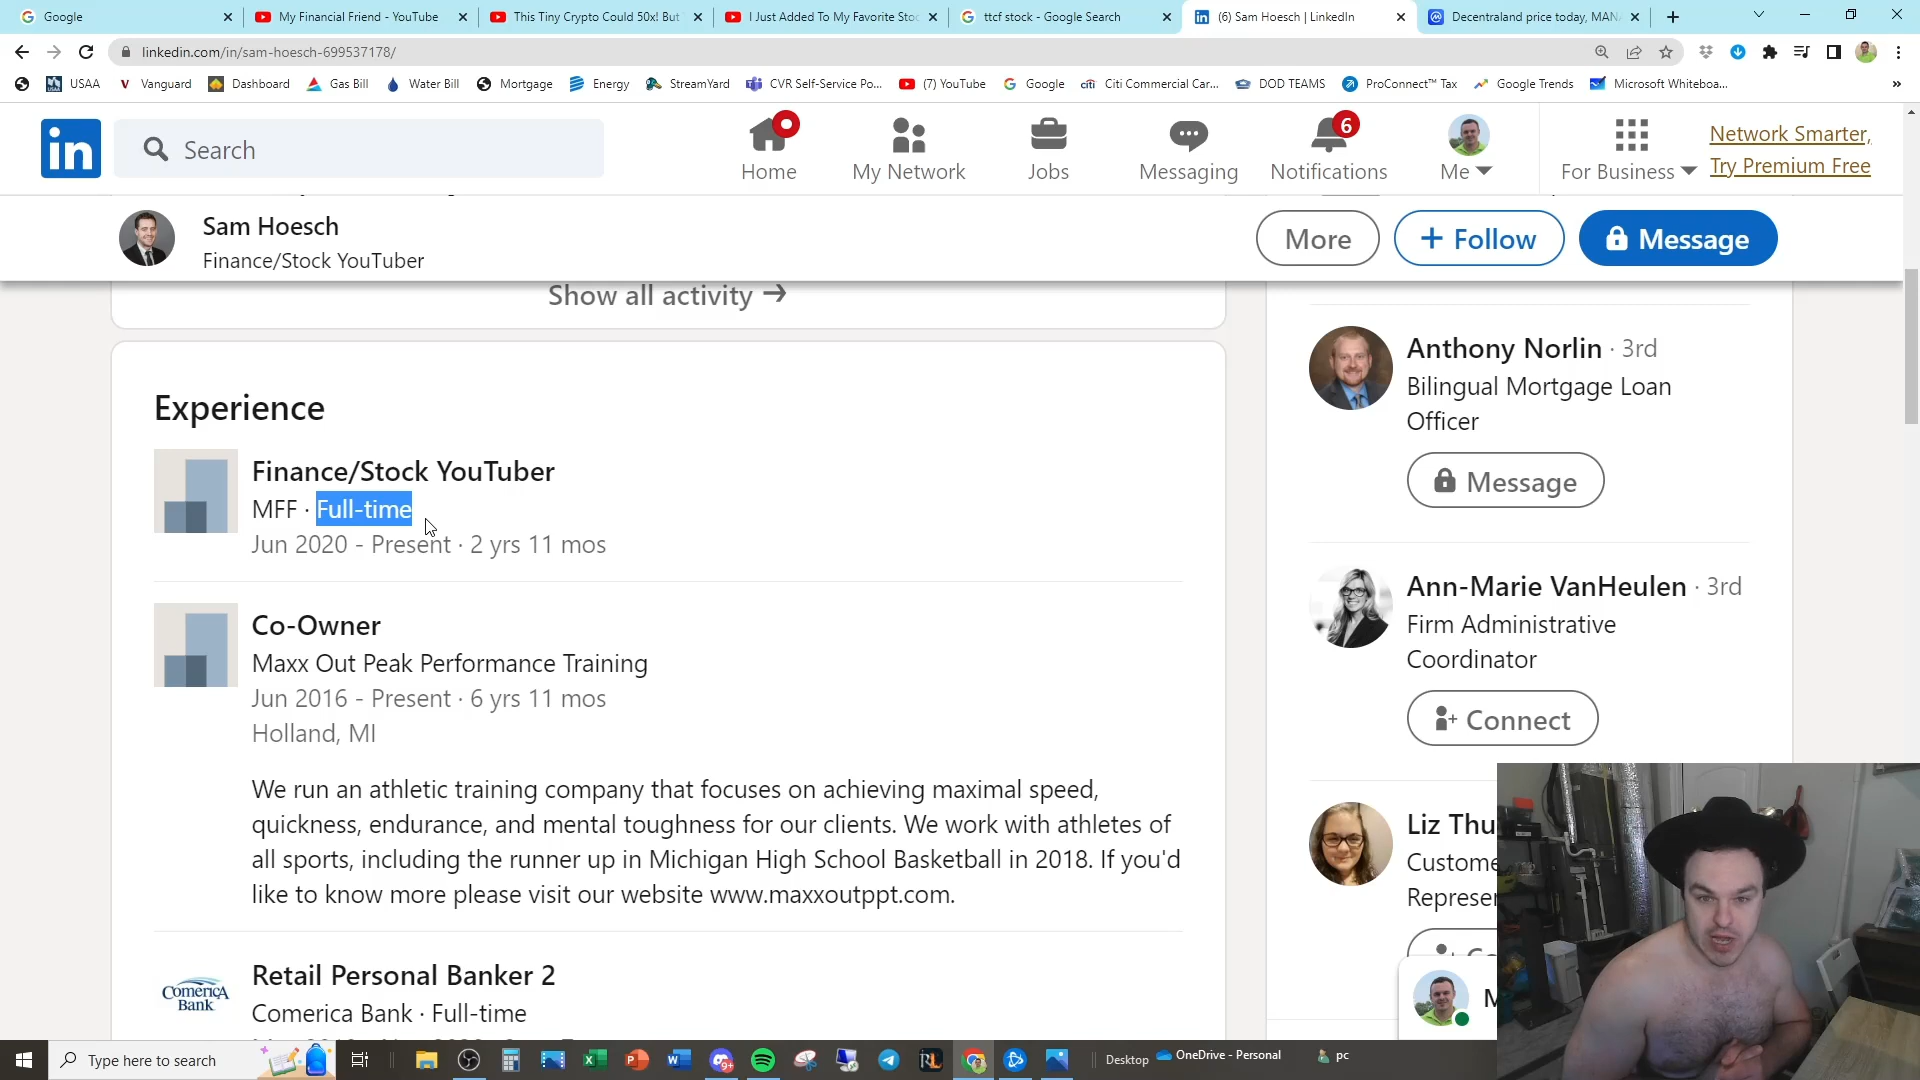 Google
My Financial Friend - YouTube
This Tiny Crypto Could 50x! But
I Just Added To My Favorite Stoc
ttcf stock - Google Search
(6) Sam Hoesch | LinkedIn
Decentraland price today, MANA
linkedin.com/in/sam-hoesch-699537178/
USAA
Vanguard
Dashboard
Gas Bill
Water Bill
Mortgage
Energy
StreamYard
CVR Self-Service Po...
(7) YouTube
Google
citi Citi Commercial Car...
DOD TEAMS
ProConnect™ Tax
Google Trends
Microsoft Whiteboa...
»
in
Search
Home
My Network
Jobs
Messaging
6
Notifications
Me
For Business
Network Smarter,
Try Premium Free
Sam Hoesch
Finance/Stock YouTuber
More
+ Follow
Message
Show all activity →
Experience
Finance/Stock YouTuber
MFF · Full-time
Jun 2020 - Present · 2 yrs 11 mos
Co-Owner
Maxx Out Peak Performance Training
Jun 2016 - Present · 6 yrs 11 mos
Holland, MI
We run an athletic training company that focuses on achieving maximal speed,
quickness, endurance, and mental toughness for our clients. We work with athletes of
all sports, including the runner up in Michigan High School Basketball in 2018. If you'd
like to know more please visit our website www.maxxoutppt.com.
Comerica Bank
Retail Personal Banker 2
Comerica Bank · Full-time
Anthony Norlin · 3rd
Bilingual Mortgage Loan
Officer
Message
Ann-Marie VanHeulen · 3rd
Firm Administrative
Coordinator
Connect
Liz Thu
Custome
Represer
M
Type here to search
Desktop
OneDrive - Personal
pc